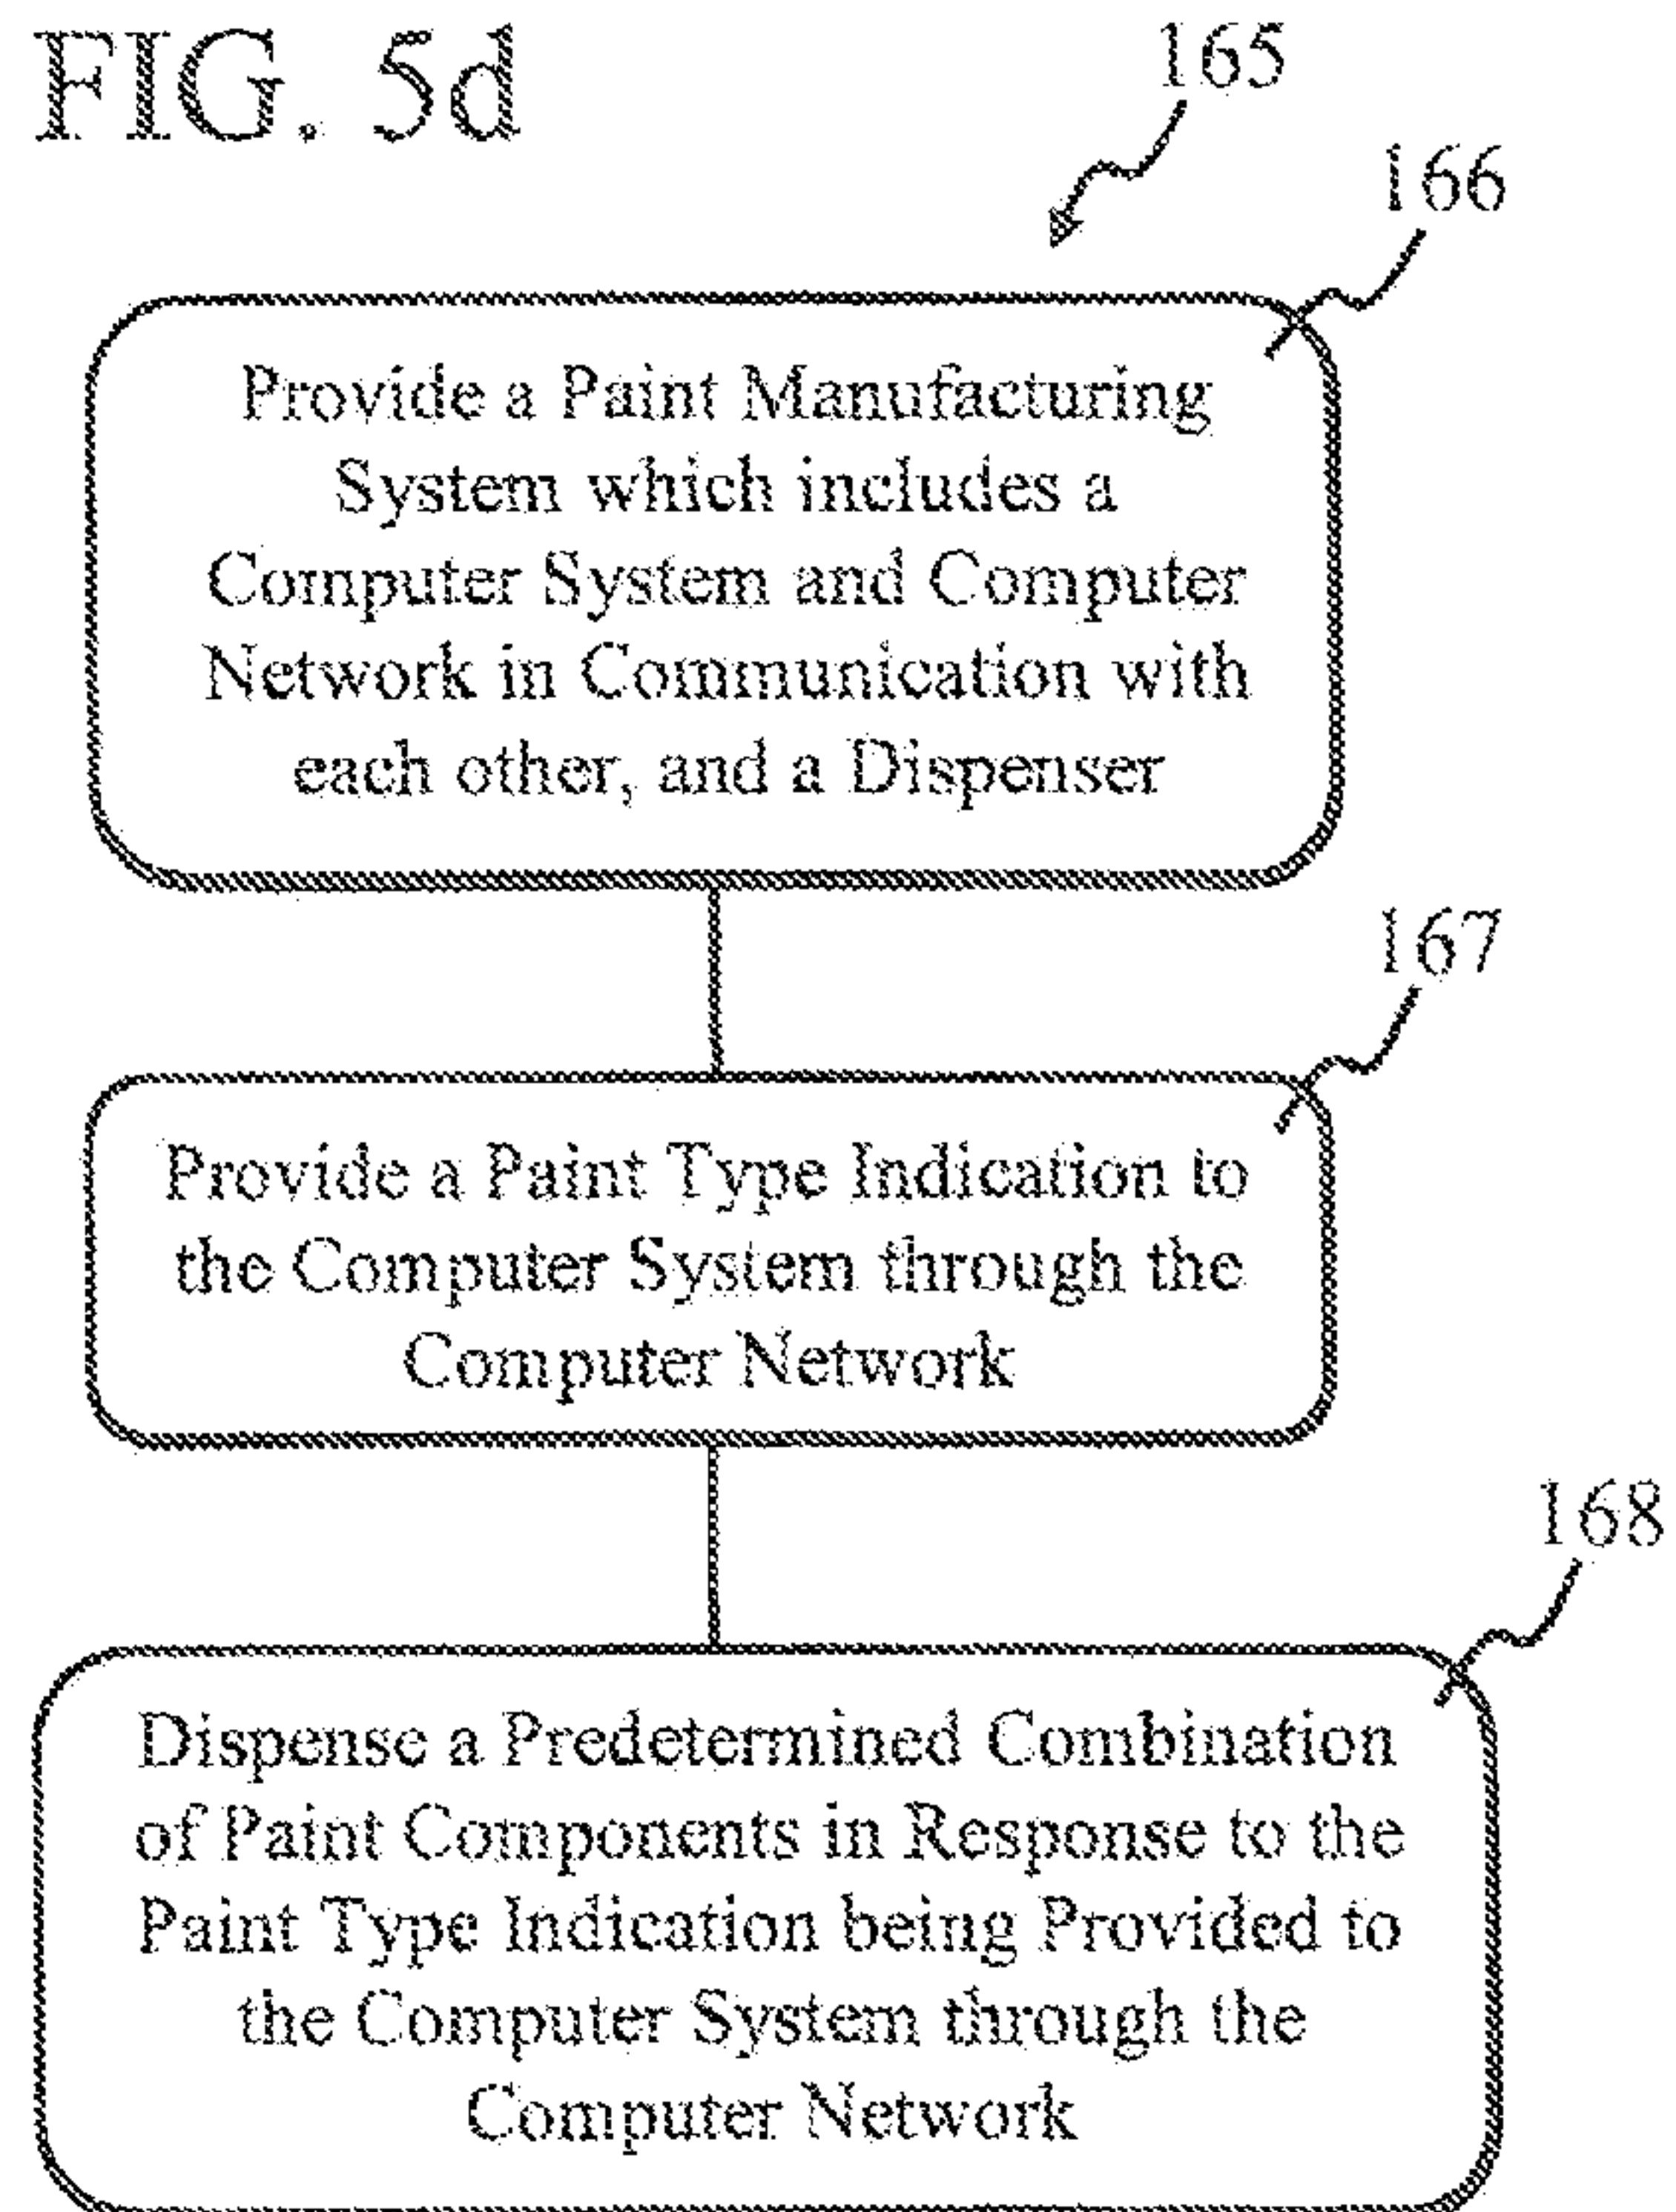 FIG. 5d
165
166
Provide a Paint Manufacturing
System which includes a
Computer System and Computer
Network in Communication with
each other, and a Dispenser
167
Provide a Paint Type Indication to
the Computer System through the
Computer Network
168
Dispense a Predetermined Combination
of Paint Components in Response to the
Paint Type Indication being Provided to
the Computer System through the
Computer Network